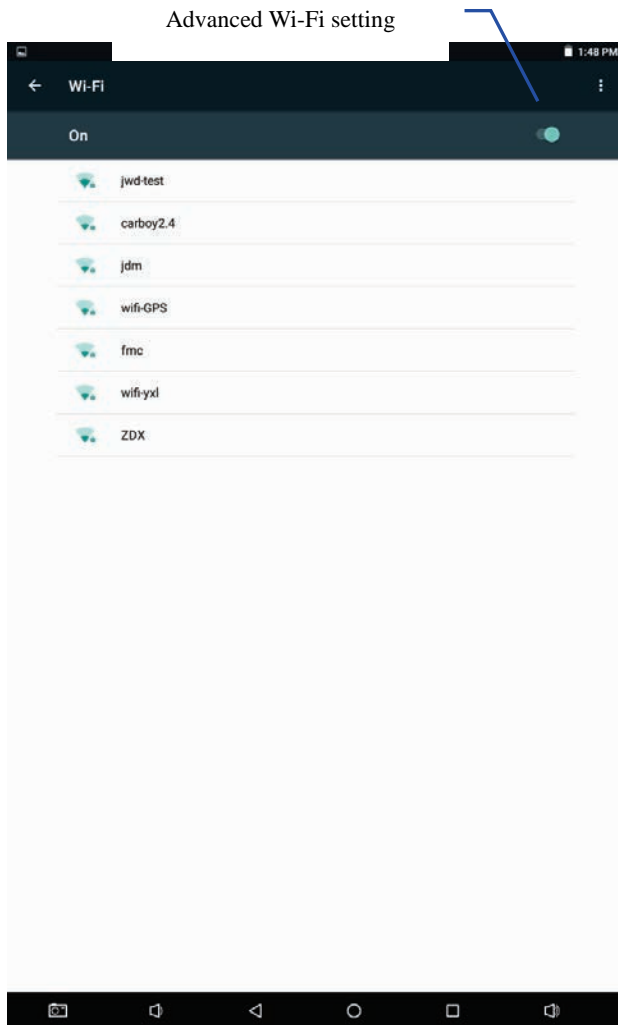 Advanced Wi-Fi setting
1:48 PM
Wi-Fi
On
jwd-test
carboy2.4
jdm
wifi-GPS
fmc
wifi-yxl
ZDX